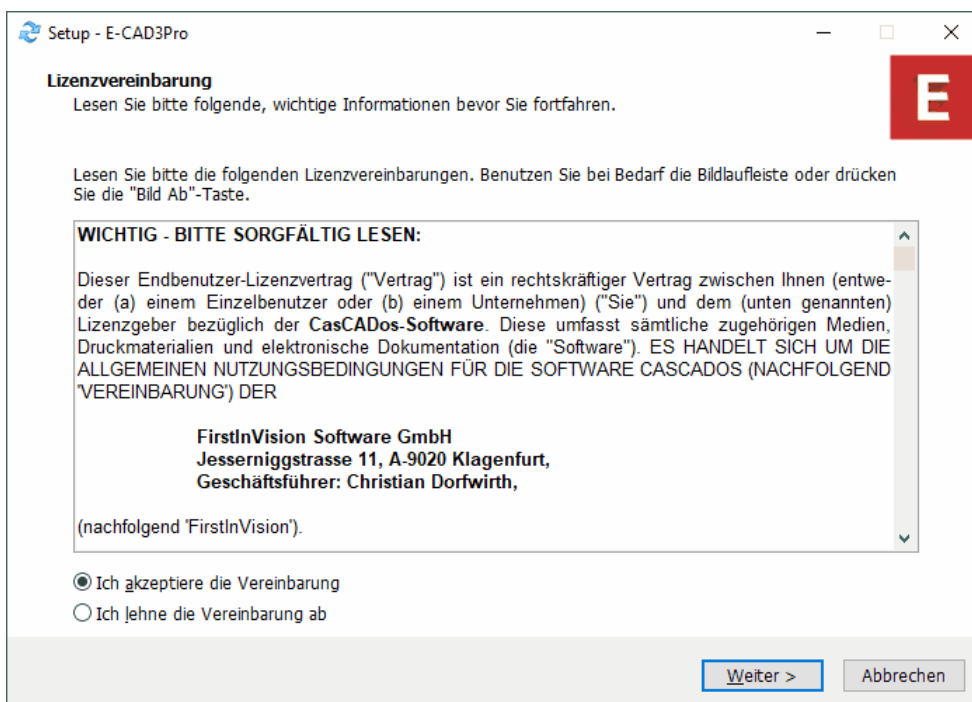 Setup - E-CAD3Pro
Lizenzvereinbarung
Lesen Sie bitte folgende, wichtige Informationen bevor Sie fortfahren.
E
Lesen Sie bitte die folgenden Lizenzvereinbarungen. Benutzen Sie bei Bedarf die Bildlaufleiste oder drücken
Sie die "Bild Ab"-Taste.
WICHTIG - BITTE SORGFÄLTIG LESEN:
Dieser Endbenutzer-Lizenzvertrag ("Vertrag") ist ein rechtskräftiger Vertrag zwischen Ihnen (entwe-
der (a) einem Einzelbenutzer oder (b) einem Unternehmen) ("Sie") und dem (unten genannten)
Lizenzgeber bezüglich der CasCADos-Software. Diese umfasst sämtliche zugehörigen Medien,
Druckmaterialien und elektronische Dokumentation (die "Software"). ES HANDELT SICH UM DIE
ALLGEMEINEN NUTZUNGSBEDINGUNGEN FÜR DIE SOFTWARE CASCADOS (NACHFOLGEND
'VEREINBARUNG') DER
FirstInVision Software GmbH
Jesserniggstrasse 11, A-9020 Klagenfurt,
Geschäftsführer: Christian Dorfwirth,
(nachfolgend 'FirstInVision').
Ich akzeptiere die Vereinbarung
Ich lehne die Vereinbarung ab
Weiter >
Abbrechen